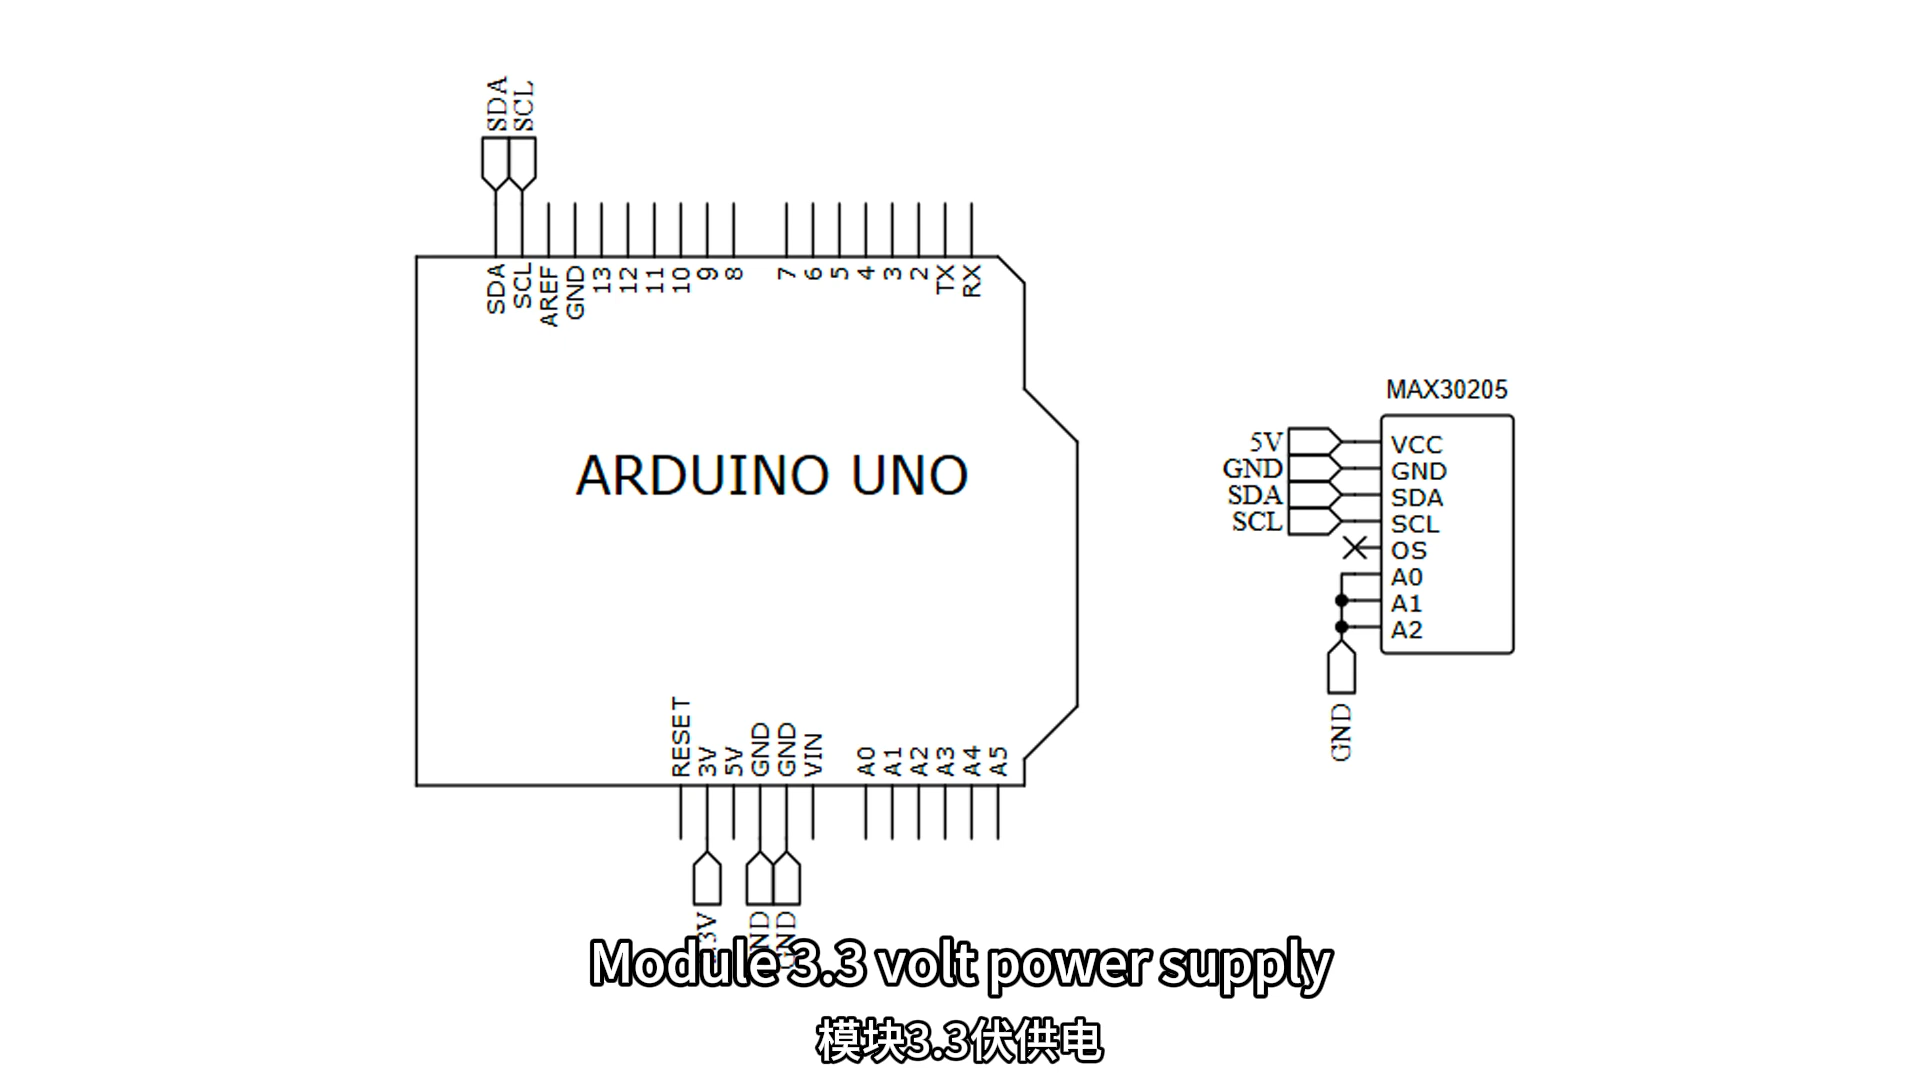 SDA
SCL
SDA
SCL
AREF
GND
13
12
11
10
9
8
7
6
5
4
3
2
TX
RX
ARDUINO UNO
RESET
3V
5V
GND
GND
VIN
A0
A1
A2
A3
A4
A5
GND
MAX30205
5V
GND
SDA
SCL
VCC
GND
SDA
SCL
OS
A0
A1
A2
GND
Module 3.3 volt power supply
模块3.3伏供电